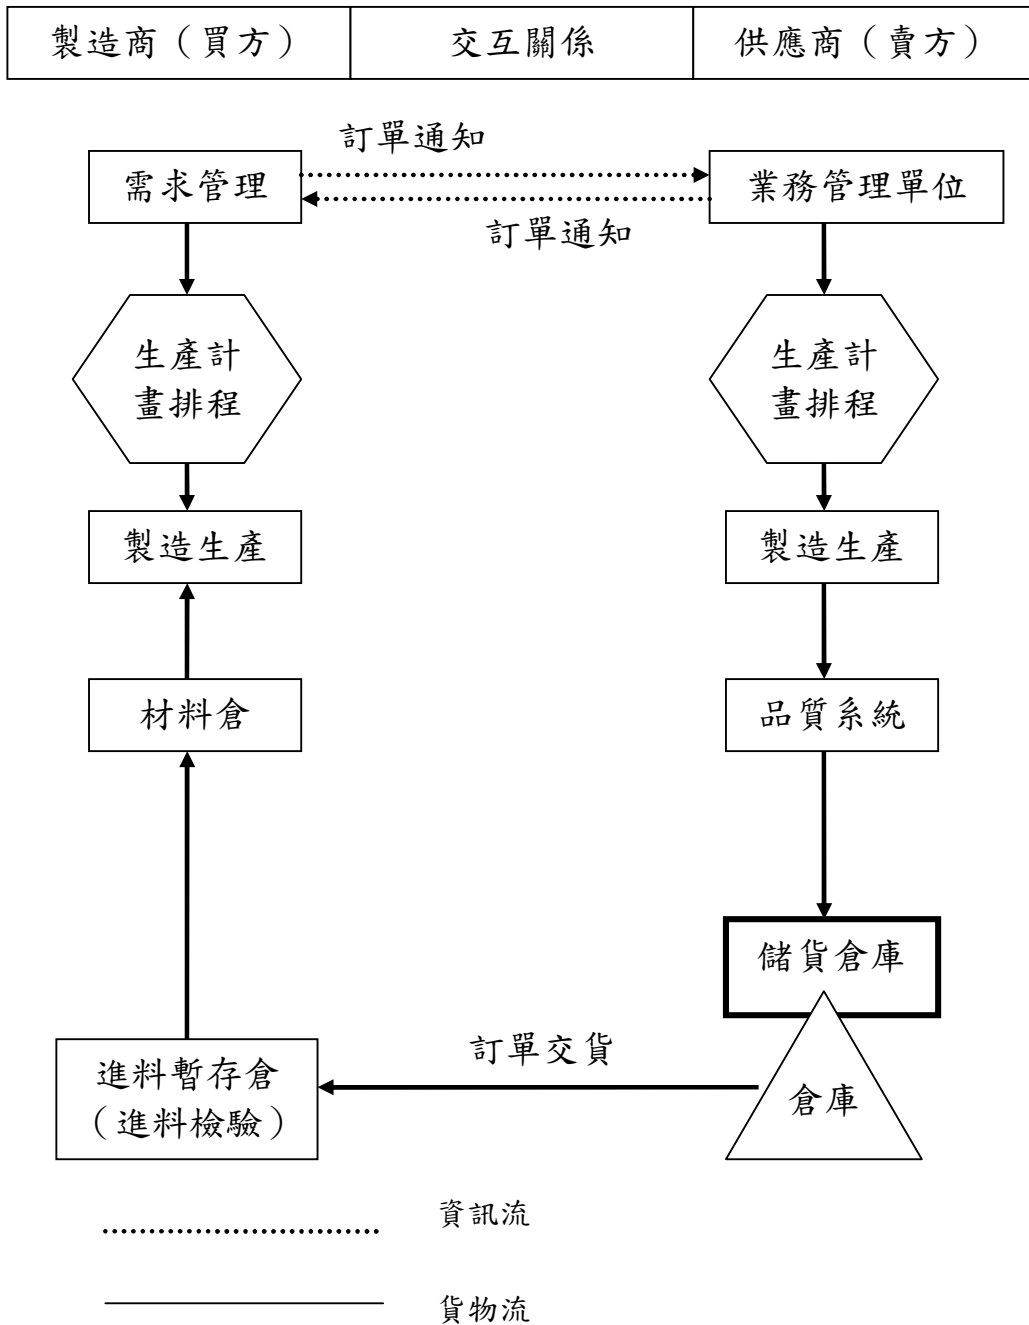 製造商（買方）
交互關係
供應商（賣方）
訂單通知
需求管理
業務管理單位
訂單通知
生產計
畫排程
生產計
畫排程
製造生產
製造生產
材料倉
品質系統
儲貨倉庫
訂單交貨
進料暫存倉
（進料檢驗）
倉庫
資訊流
貨物流